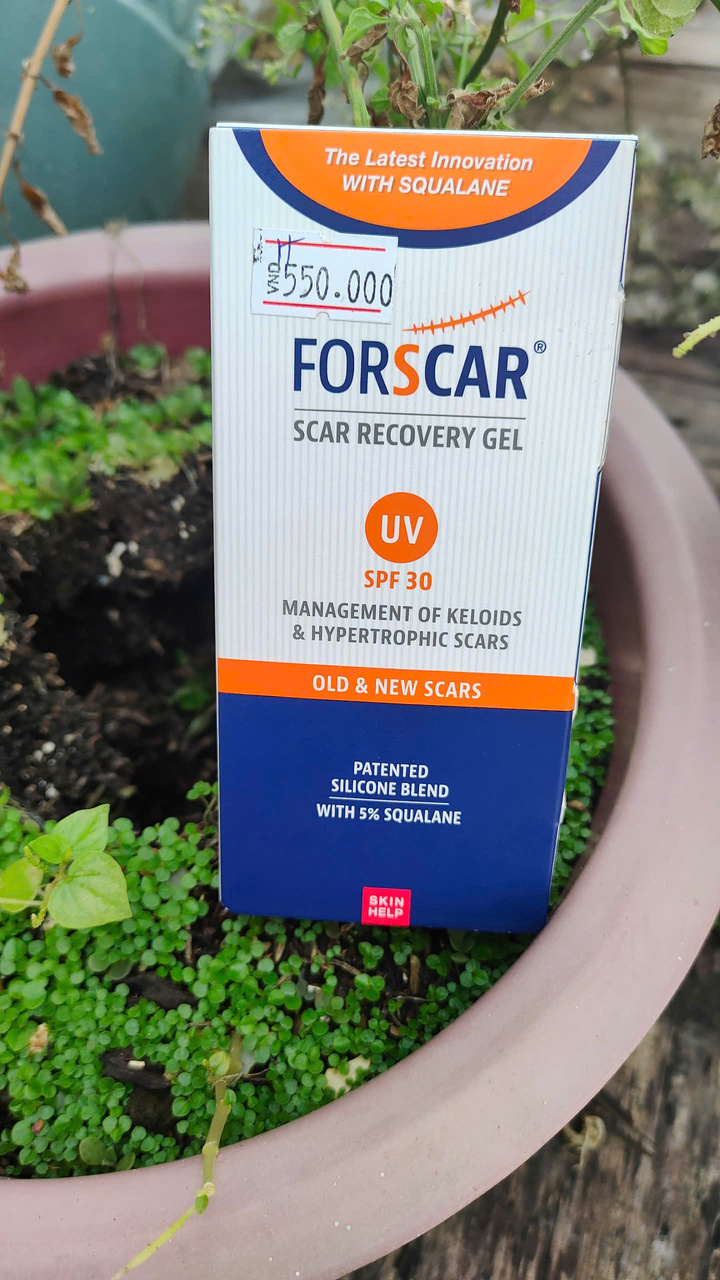 The Latest Innovation
WITH SQUALANE
VND 550.000
FORSCAR®
SCAR RECOVERY GEL
UV
SPF 30
MANAGEMENT OF KELOIDS
& HYPERTROPHIC SCARS
OLD & NEW SCARS
PATENTED
SILICONE BLEND
WITH 5% SQUALANE
SKIN
HELP